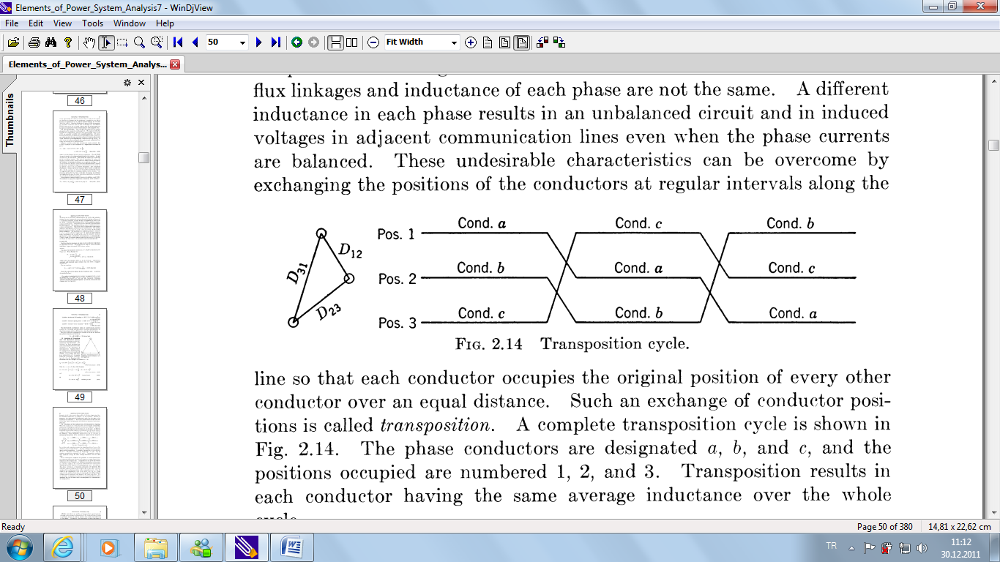 Elements_of_Power_System_Analysis7 - WinDjView
File Edit View Tools Window Help
50 Fit Width
Elements_of_Power_System_Analys...
Thumbnails
46
47
48
49
50
flux linkages and inductance of each phase are not the same. A different
inductance in each phase results in an unbalanced circuit and in induced
voltages in adjacent communication lines even when the phase currents
are balanced. These undesirable characteristics can be overcome by
exchanging the positions of the conductors at regular intervals along the
D31 D12 D23
Pos. 1 Cond. a Cond. c Cond. b
Pos. 2 Cond. b Cond. a Cond. c
Pos. 3 Cond. c Cond. b Cond. a
Fig. 2.14 Transposition cycle.
line so that each conductor occupies the original position of every other
conductor over an equal distance. Such an exchange of conductor posi-
tions is called transposition. A complete transposition cycle is shown in
Fig. 2.14. The phase conductors are designated a, b, and c, and the
positions occupied are numbered 1, 2, and 3. Transposition results in
each conductor having the same average inductance over the whole
Ready Page 50 of 380 14,81 x 22,62 cm
TR 11:12
30.12.2011